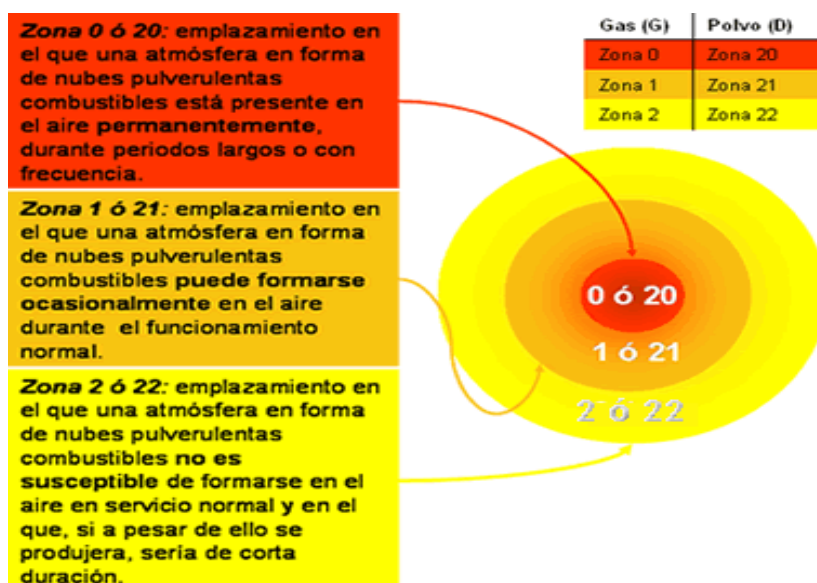 Zona 0 ó 20: emplazamiento en
el que una atmósfera en forma
de nubes pulverulentas
combustibles está presente en
el aire permanentemente,
durante periodos largos o con
frecuencia.
Zona 1 ó 21: emplazamiento en
el que una atmósfera en forma
de nubes pulverulentas
combustibles puede formarse
ocasionalmente en el aire
durante el funcionamiento
normal.
Zona 2 ó 22: emplazamiento en
el que una atmósfera en forma
de nubes pulverulentas
combustibles no es
susceptible de formarse en el
aire en servicio normal y en el
que, si a pesar de ello se
produjera, sería de corta
duración.
Gas (G) Polvo (D)
Zona 0 Zona 20
Zona 1 Zona 21
Zona 2 Zona 22
0 ó 20
1 ó 21
2 ó 22